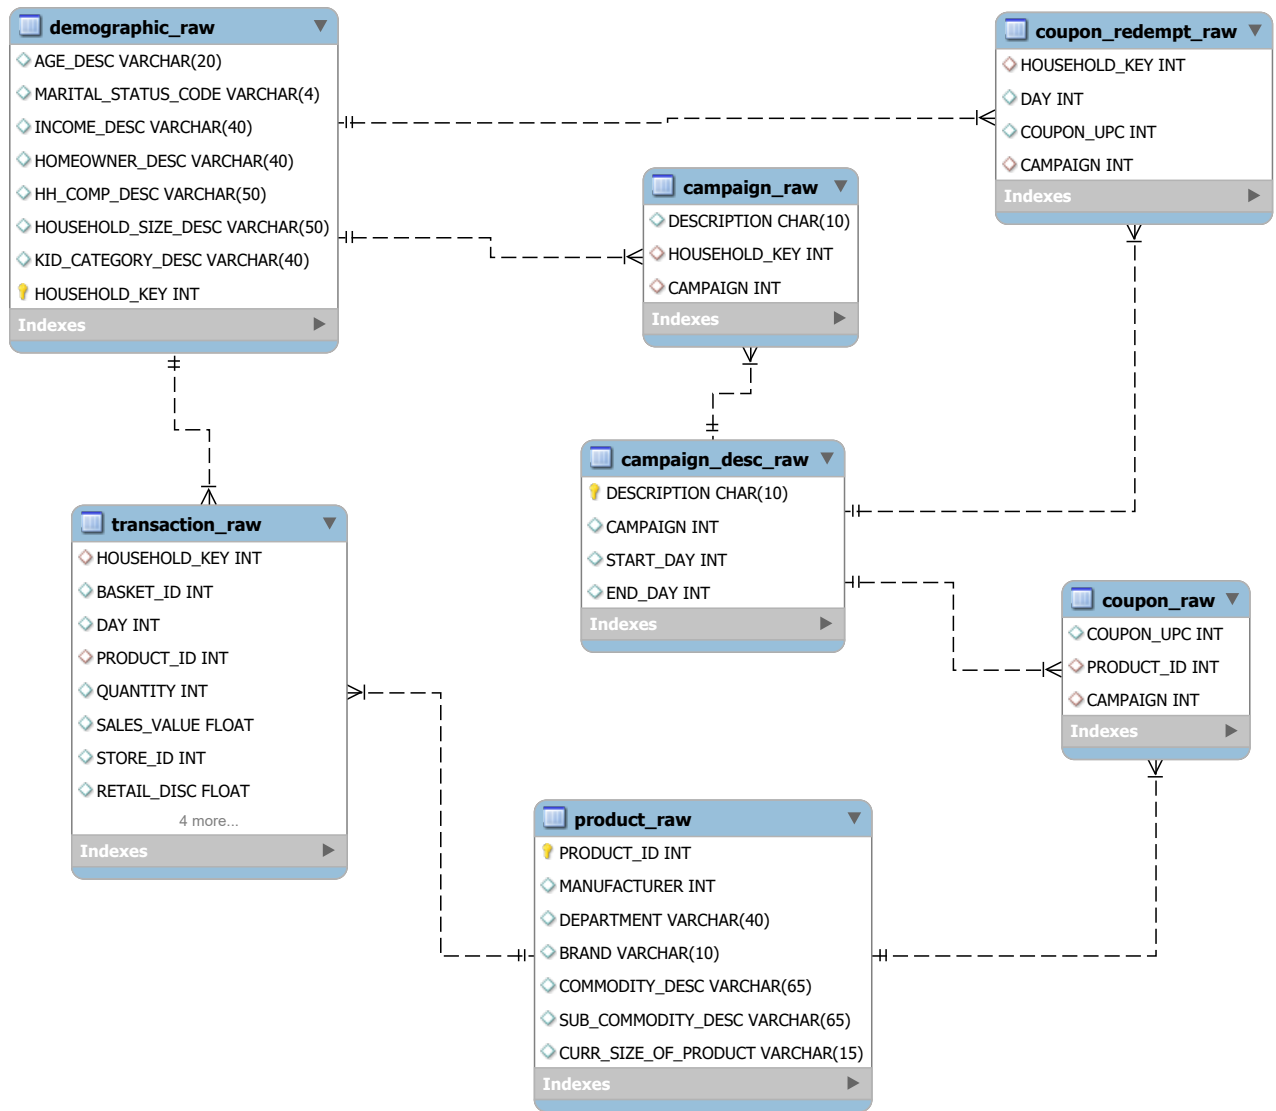 demographic_raw
AGE_DESC VARCHAR(20)
MARITAL_STATUS_CODE VARCHAR(4)
INCOME_DESC VARCHAR(40)
HOMEOWNER_DESC VARCHAR(40)
HH_COMP_DESC VARCHAR(50)
HOUSEHOLD_SIZE_DESC VARCHAR(50)
KID_CATEGORY_DESC VARCHAR(40)
HOUSEHOLD_KEY INT
Indexes
coupon_redempt_raw
HOUSEHOLD_KEY INT
DAY INT
COUPON_UPC INT
CAMPAIGN INT
Indexes
campaign_raw
DESCRIPTION CHAR(10)
HOUSEHOLD_KEY INT
CAMPAIGN INT
Indexes
campaign_desc_raw
DESCRIPTION CHAR(10)
CAMPAIGN INT
START_DAY INT
END_DAY INT
Indexes
transaction_raw
HOUSEHOLD_KEY INT
BASKET_ID INT
DAY INT
PRODUCT_ID INT
QUANTITY INT
SALES_VALUE FLOAT
STORE_ID INT
RETAIL_DISC FLOAT
4 more...
Indexes
coupon_raw
COUPON_UPC INT
PRODUCT_ID INT
CAMPAIGN INT
Indexes
product_raw
PRODUCT_ID INT
MANUFACTURER INT
DEPARTMENT VARCHAR(40)
BRAND VARCHAR(10)
COMMODITY_DESC VARCHAR(65)
SUB_COMMODITY_DESC VARCHAR(65)
CURR_SIZE_OF_PRODUCT VARCHAR(15)
Indexes